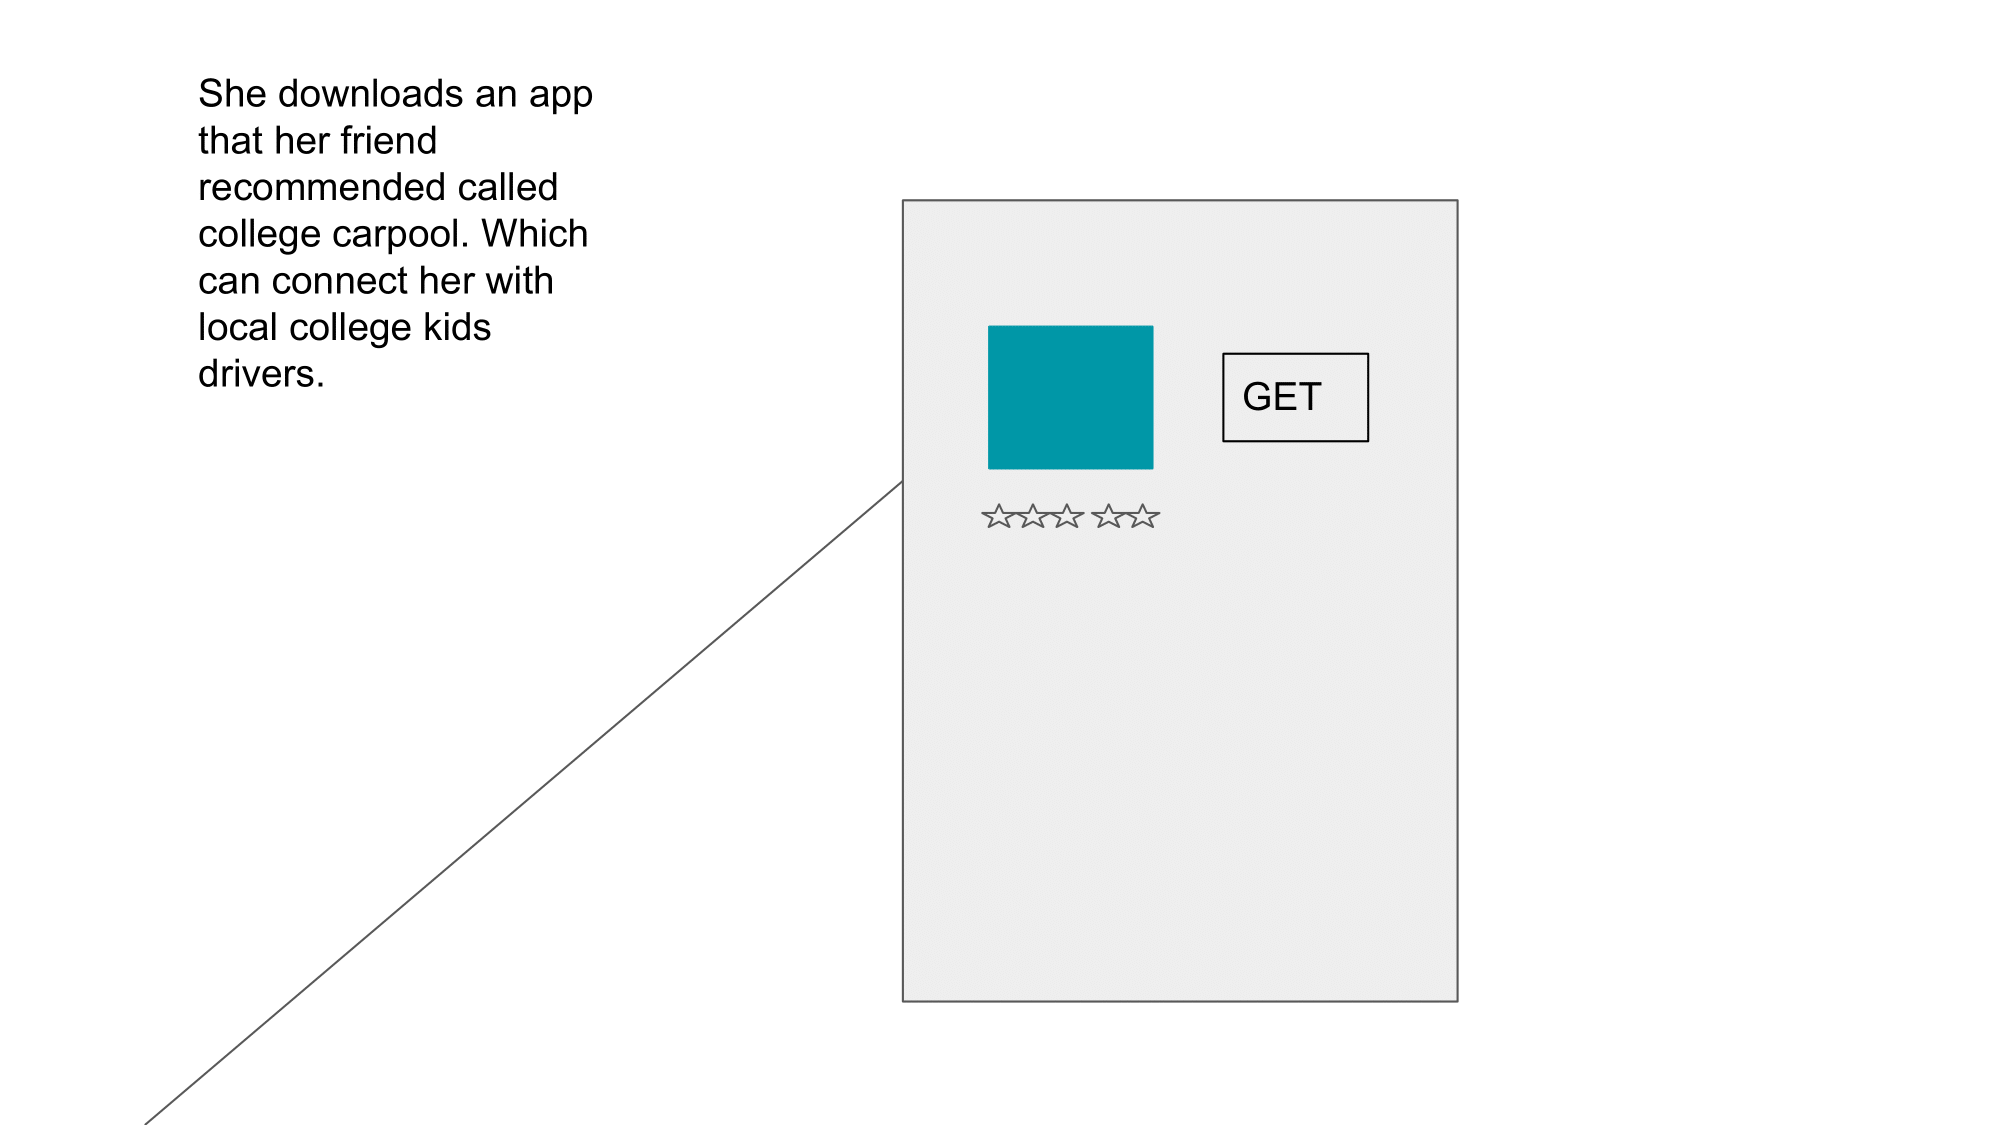 She downloads an app
that her friend
recommended called
college carpool. Which
can connect her with
local college kids
drivers.
GET